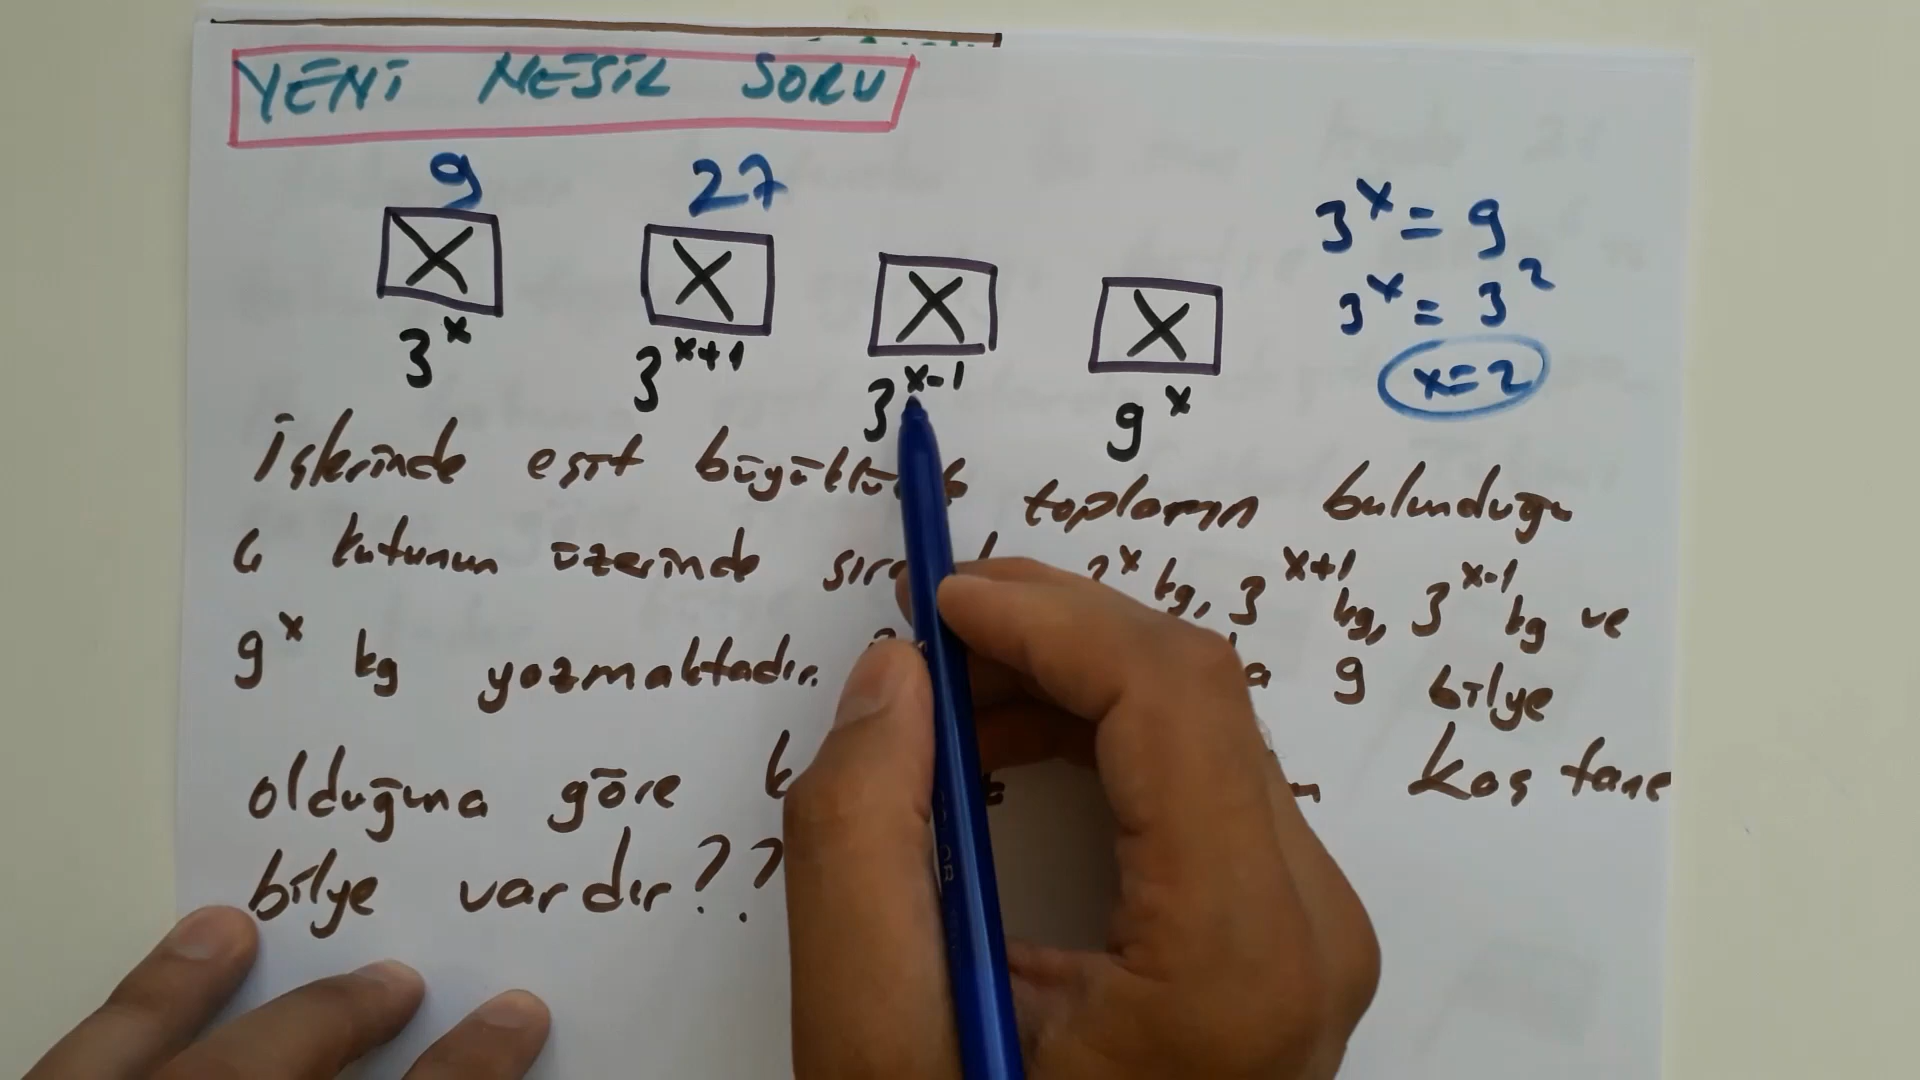 YENİ NESİL SORU
9 27
3^x 3^(x+1) 3^(x-1) 9^x
3^x = 9
3^x = 3^2
x=2
İçlerinde eşit büyüklükte topların bulunduğu
4 kutunun üzerinde 3^x kg, 3^(x+1) kg, 3^(x-1) kg ve
9^x kg yazmaktadır. 9 bilye
olduğuna göre kaç tane
bilye vardır??